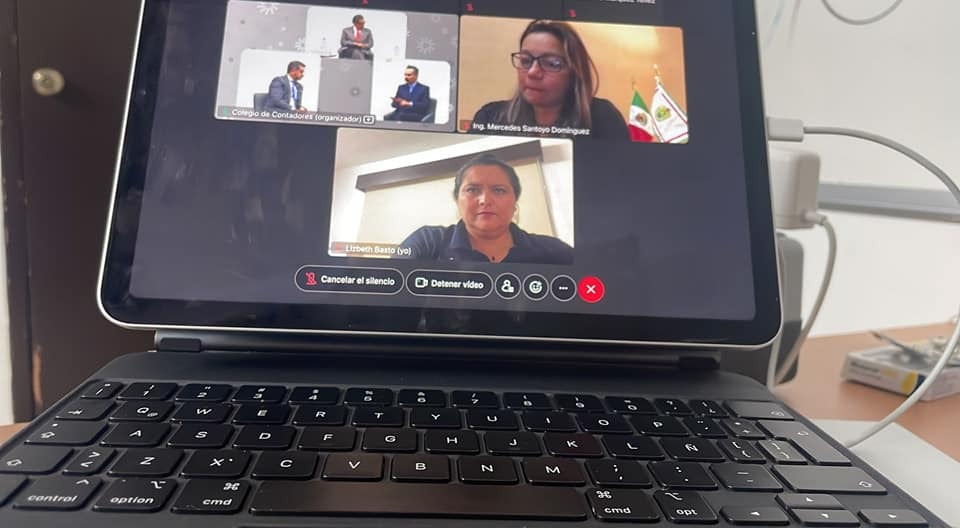 Colegio de Contadores (organizador)
Ing. Mercedes Santoyo Domínguez
Lizbeth Basto (yo)
Cancelar el silencio
Detener video
Q W E R T Y U I O P
A S D F G H J K L Ñ
Z X C V B N M
control option cmd cmd opt